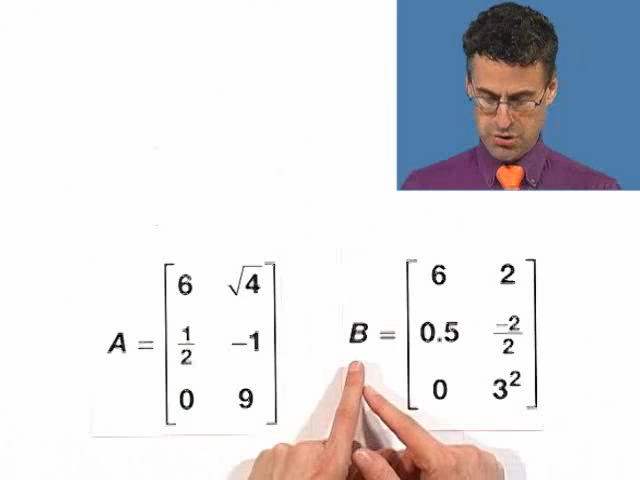 A = [ 6 √4
1/2 -1
0 9 ]
B = [ 6 2
0.5 -2/2
0 3² ]